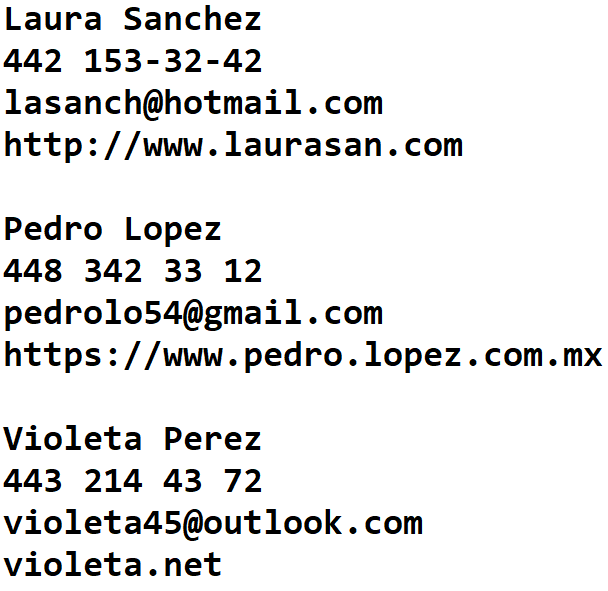 Laura Sanchez
442 153-32-42
lasanch@hotmail.com
http://www.laurasan.com

Pedro Lopez
448 342 33 12
pedrolo54@gmail.com
https://www.pedro.lopez.com.mx

Violeta Perez
443 214 43 72
violeta45@outlook.com
violeta.net